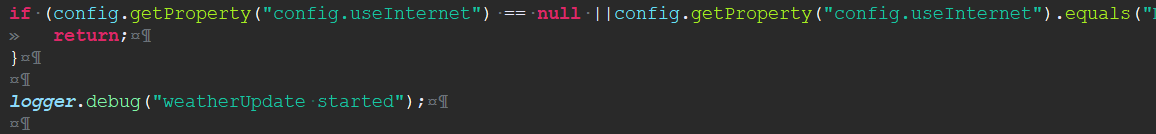 if (config.getProperty("config.useInternet") == null ||config.getProperty("config.useInternet").equals("
» return;¤¶
}¤¶
¤¶
logger.debug("weatherUpdate started");¤¶
¤¶